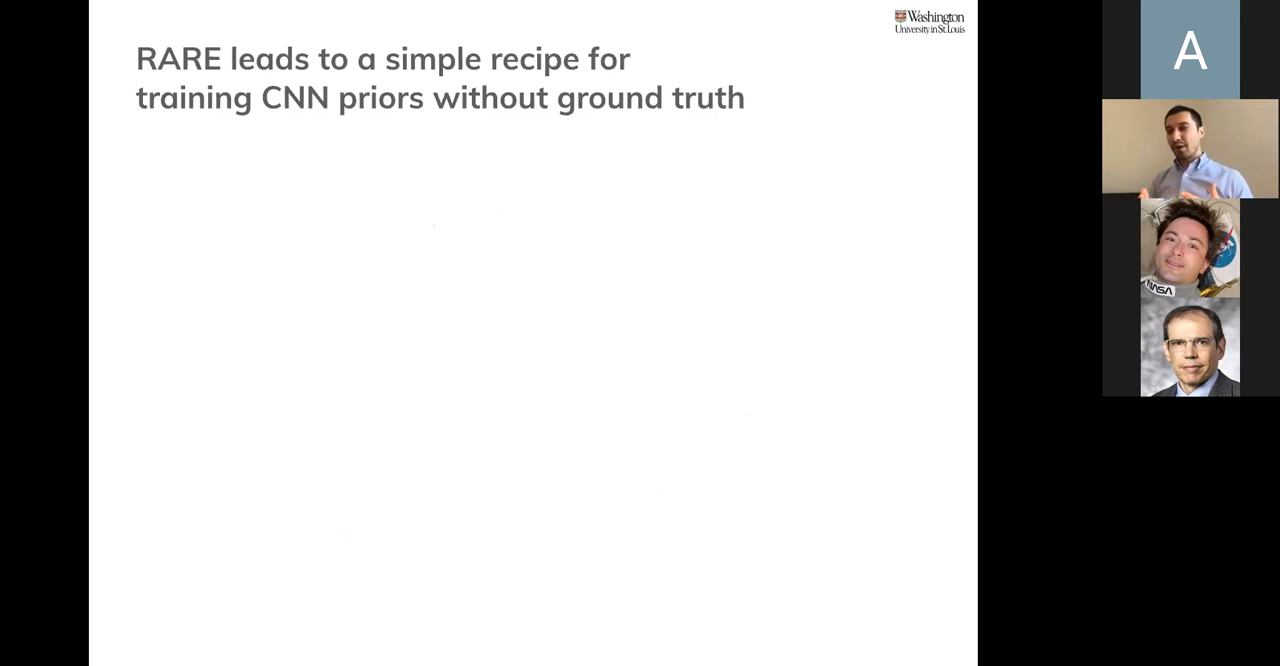 Washington
University in St. Louis
RARE leads to a simple recipe for
training CNN priors without ground truth
A
NASA